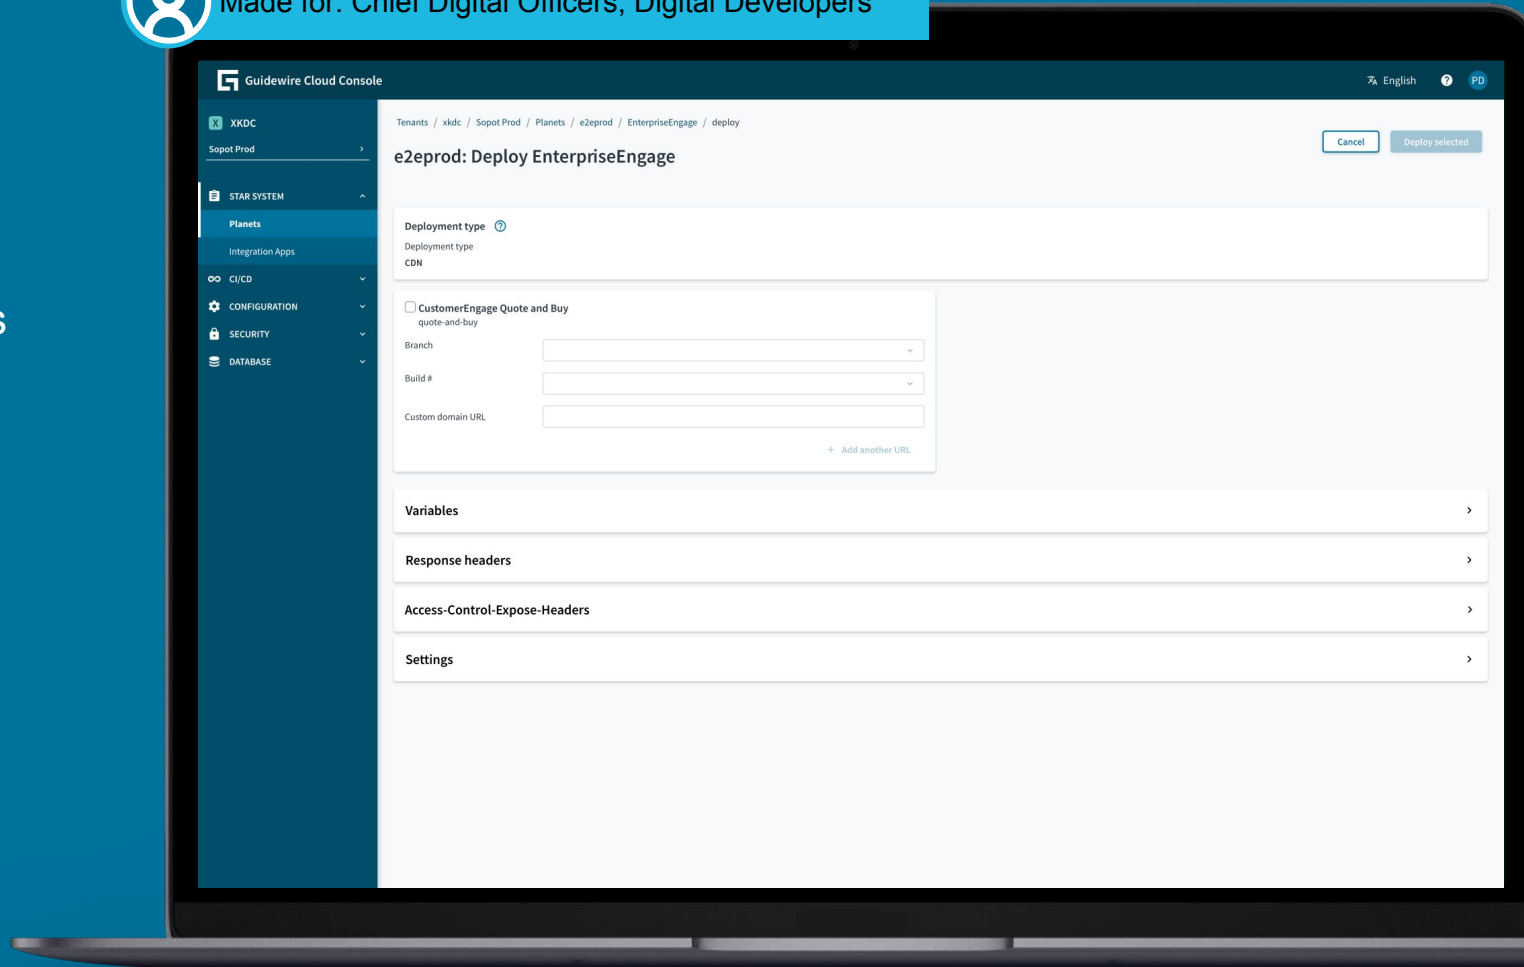 Made for: Chief Digital Officers, Digital Developers
Guidewire Cloud Console
English
? PD
X XKDC
Sopot Prod
STAR SYSTEM
Planets
Integration Apps
CI/CD
CONFIGURATION
SECURITY
DATABASE
Tenants / xkdc / Sopot Prod / Planets / e2eprod / EnterpriseEngage / deploy
e2eprod: Deploy EnterpriseEngage
Cancel
Deploy selected
Deployment type ?
Deployment type
CDN
CustomerEngage Quote and Buy
quote-and-buy
Branch
Build #
Custom domain URL
+ Add another URL
Variables
Response headers
Access-Control-Expose-Headers
Settings
s